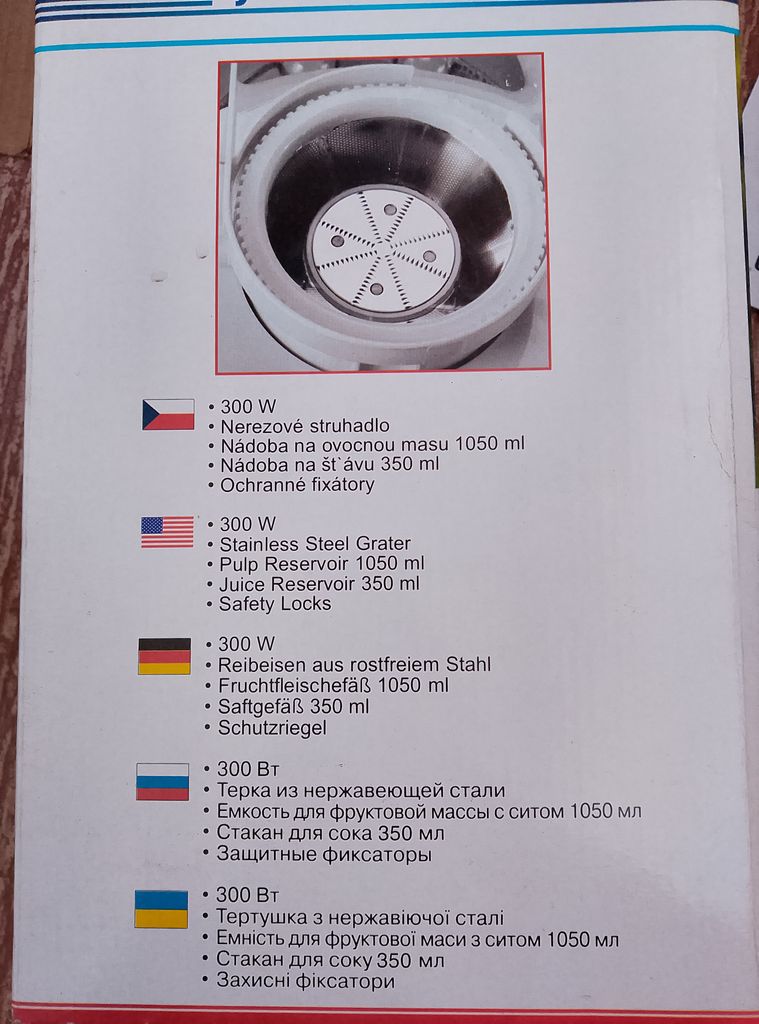 • 300 W
• Nerezové struhadlo
• Nádoba na ovocnou masu 1050 ml
• Nádoba na št`ávu 350 ml
• Ochranné fixátory
• 300 W
• Stainless Steel Grater
• Pulp Reservoir 1050 ml
• Juice Reservoir 350 ml
• Safety Locks
• 300 W
• Reibeisen aus rostfreiem Stahl
• Fruchtfleischefäß 1050 ml
• Saftgefäß 350 ml
• Schutzriegel
• 300 Вт
• Терка из нержавеющей стали
• Емкость для фруктовой массы с ситом 1050 мл
• Стакан для сока 350 мл
• Защитные фиксаторы
• 300 Вт
• Тертушка з нержавіючої сталі
• Емність для фруктової маси з ситом 1050 мл
• Стакан для соку 350 мл
• Захисні фіксатори